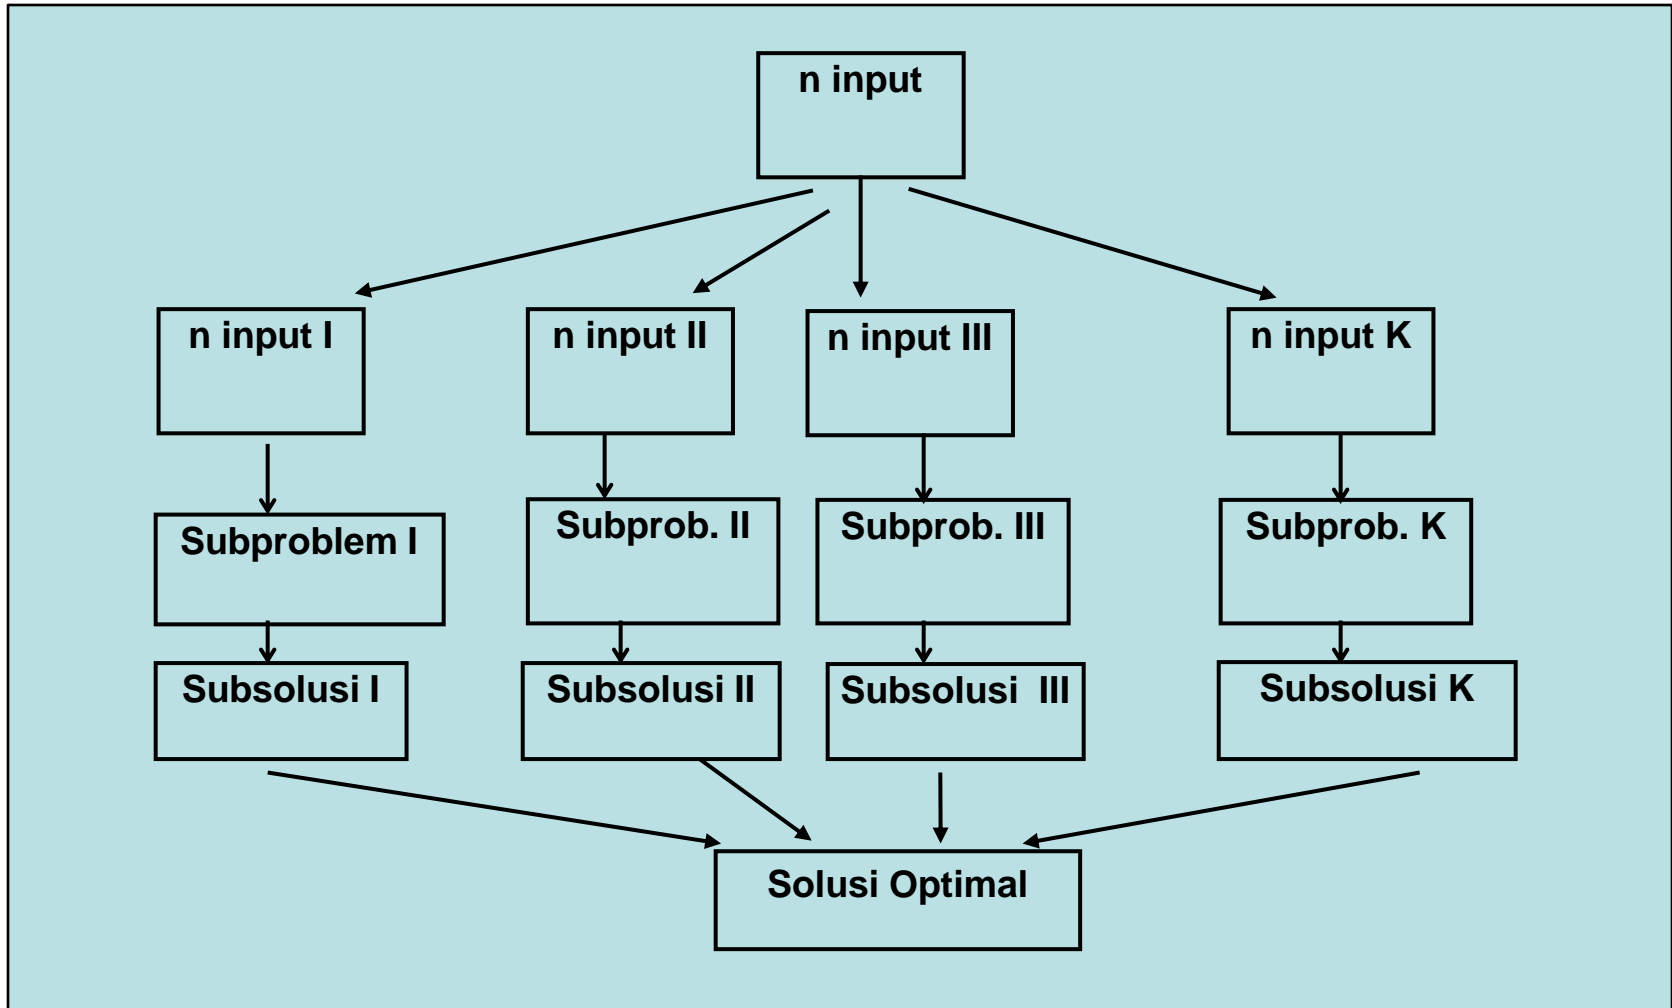 n input
n input I
n input II
n input III
n input K
Subproblem I
Subprob. II
Subprob. III
Subprob. K
Subsolusi I
Subsolusi II
Subsolusi  III
Subsolusi K
Solusi Optimal